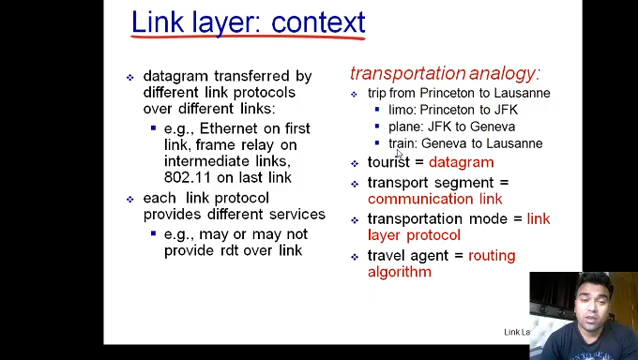 Link layer: context
datagram transferred by
different link protocols
over different links:
e.g., Ethernet on first
link, frame relay on
intermediate links,
802.11 on last link
each link protocol
provides different services
e.g., may or may not
provide rdt over link
transportation analogy:
trip from Princeton to Lausanne
limo: Princeton to JFK
plane: JFK to Geneva
train: Geneva to Lausanne
tourist = datagram
transport segment =
communication link
transportation mode = link
layer protocol
travel agent = routing
algorithm
Link La